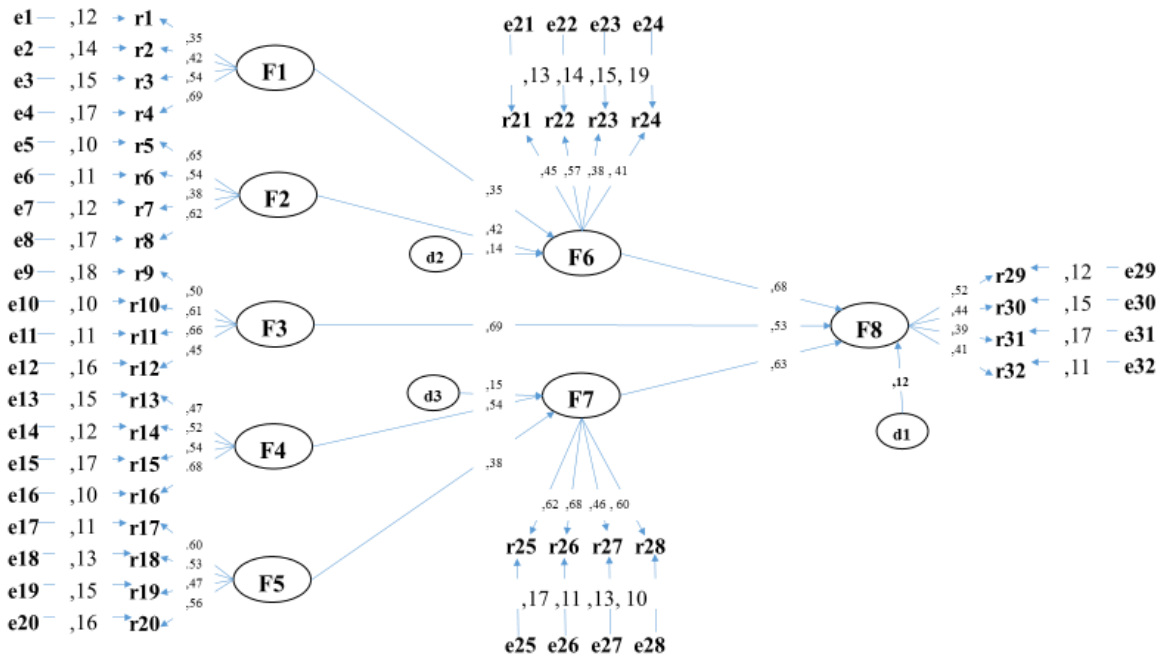 e1 ,12 r1
e2 ,14 r2
e3 ,15 r3
e4 ,17 r4
,35
,42
,54
,69
F1
e5 ,10 r5
e6 ,11 r6
e7 ,12 r7
e8 ,17 r8
,65
,54
,38
,62
F2
e9 ,18 r9
e10 ,10 r10
e11 ,11 r11
e12 ,16 r12
,50
,61
,66
,45
F3
e13 ,15 r13
e14 ,12 r14
e15 ,17 r15
e16 ,10 r16
,47
,52
,54
,68
F4
e17 ,11 r17
e18 ,13 r18
e19 ,15 r19
e20 ,16 r20
,60
,53
,47
,56
F5
e21 e22 e23 e24
,13 ,14 ,15, 19
r21 r22 r23 r24
,45 ,57 ,38 , 41
,35
,42
d2 ,14
F6
,69
d3 ,15
,54
F7
,38
,62 ,68 ,46 , 60
r25 r26 r27 r28
,17 ,11 ,13, 10
e25 e26 e27 e28
,68
,53
,63
F8
,12
d1
,52
,44
,39
,41
r29 ,12 e29
r30 ,15 e30
r31 ,17 e31
r32 ,11 e32